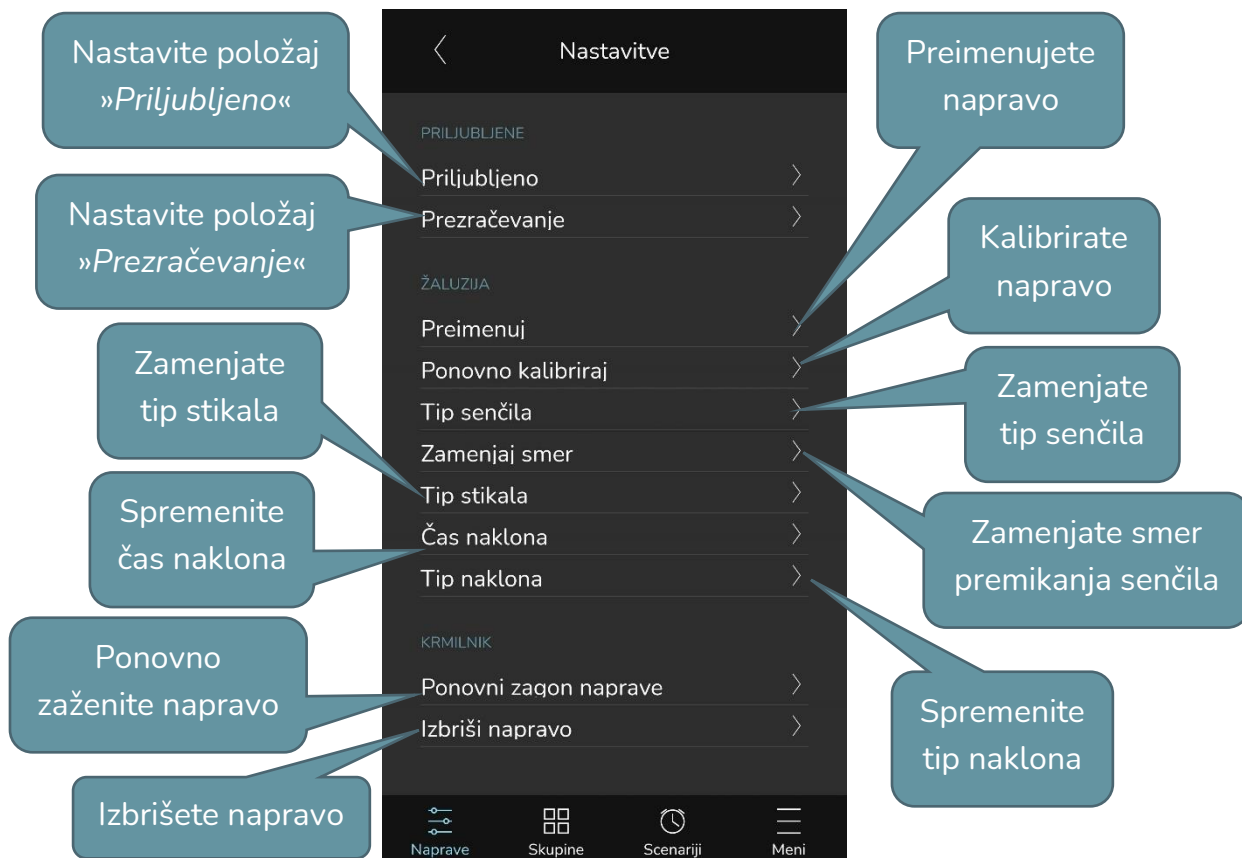 Nastavite položaj
»Priljubljeno«
Nastavite položaj
»Prezračevanje«
Zamenjate
tip stikala
Spremenite
čas naklona
Ponovno
zaženite napravo
Izbrišete napravo
Nastavitve
PRILJUBLJENE
Priljubljeno
Prezračevanje
ŽALUZIJA
Preimenuj
Ponovno kalibriraj
Tip senčila
Zamenjaj smer
Tip stikala
Čas naklona
Tip naklona
KRMILNIK
Ponovni zagon naprave
Izbriši napravo
Naprave
Skupine
Scenariji
Meni
Preimenujete
napravo
Kalibrirate
napravo
Zamenjate
tip senčila
Zamenjate smer
premikanja senčila
Spremenite
tip naklona